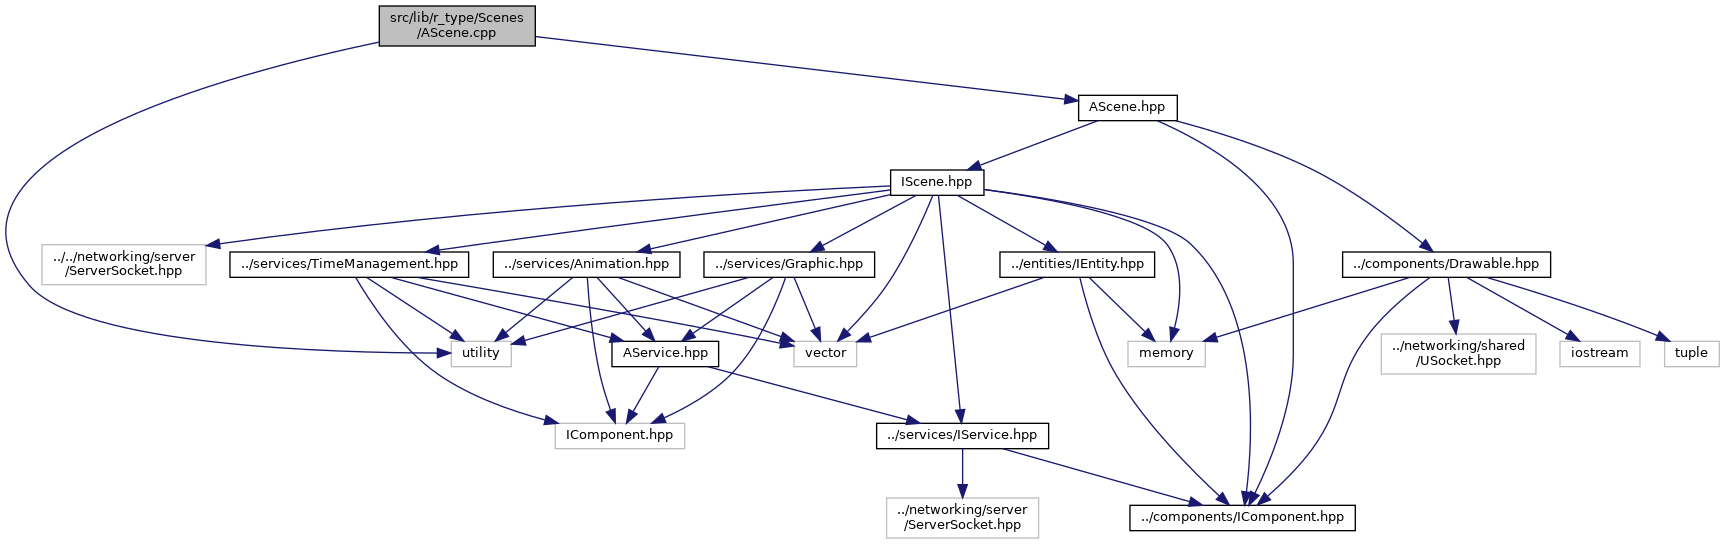 src/lib/r_type/Scenes
/AScene.cpp
AScene.hpp
IScene.hpp
../../networking/server
/ServerSocket.hpp
../services/TimeManagement.hpp
../services/Animation.hpp
../services/Graphic.hpp
../entities/IEntity.hpp
../components/Drawable.hpp
utility
AService.hpp
vector
memory
../networking/shared
/USocket.hpp
iostream
tuple
IComponent.hpp
../services/IService.hpp
../networking/server
/ServerSocket.hpp
../components/IComponent.hpp